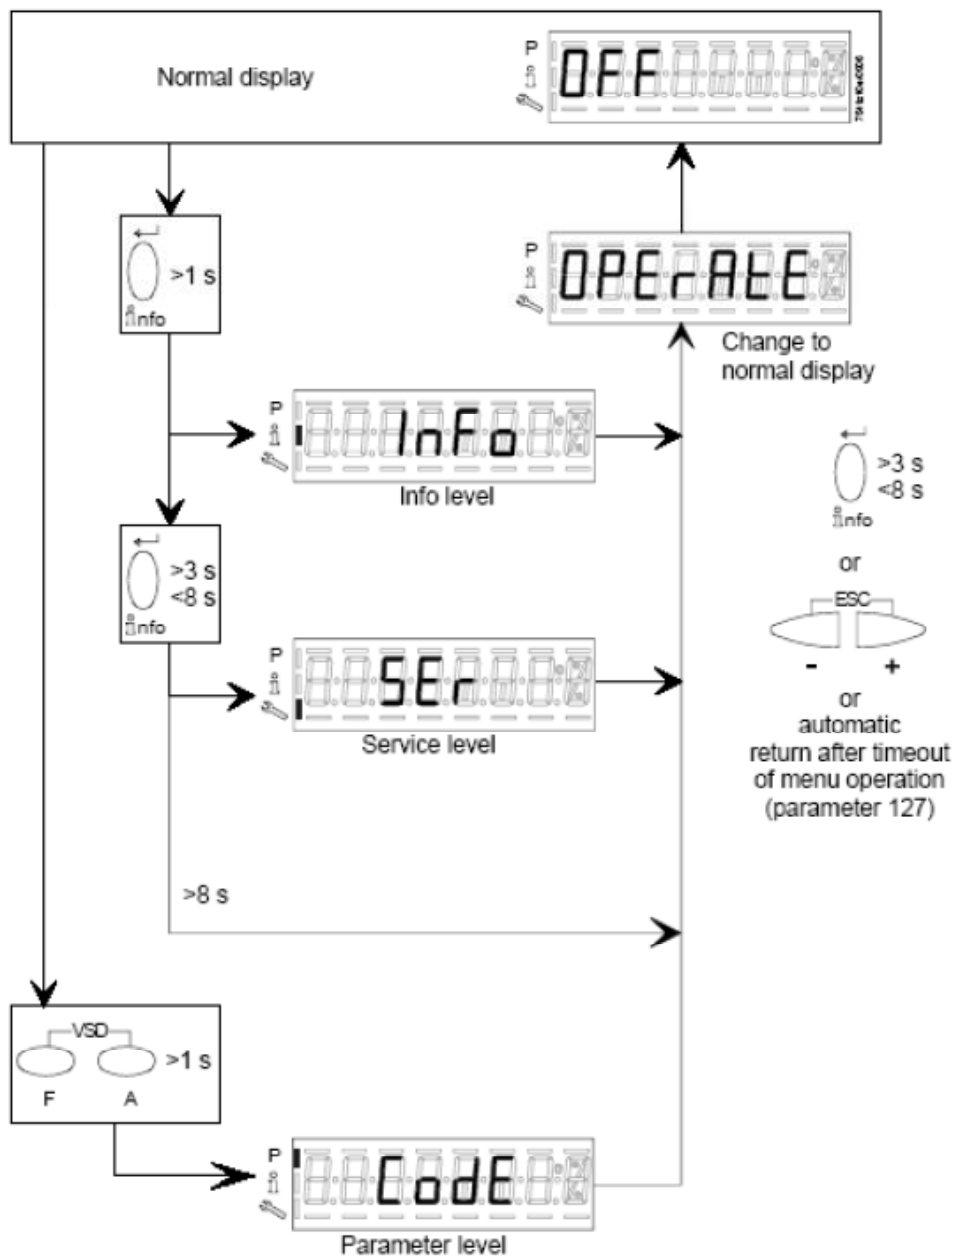 Normal display
P
OFF
>1 s
info
P
OPErAtE
Change to
normal display
P
InFo
Info level
>3 s
<8 s
info
>3 s
<8 s
info
or
ESC
- +
or
automatic
return after timeout
of menu operation
(parameter 127)
P
SEr
Service level
>8 s
VSD
>1 s
F A
P
CodE
Parameter level